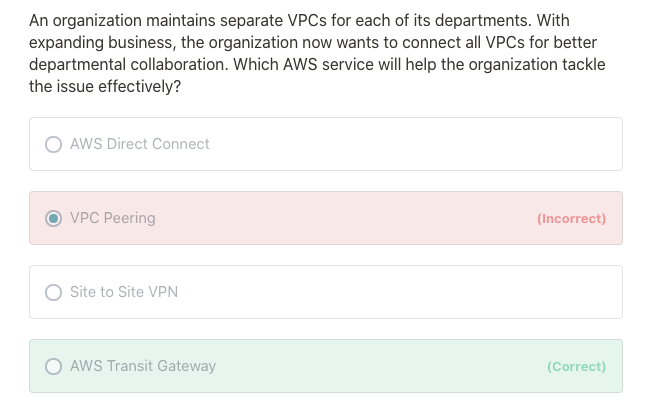 An organization maintains separate VPCs for each of its departments. With
expanding business, the organization now wants to connect all VPCs for better
departmental collaboration. Which AWS service will help the organization tackle
the issue effectively?
AWS Direct Connect
VPC Peering (Incorrect)
Site to Site VPN
AWS Transit Gateway (Correct)